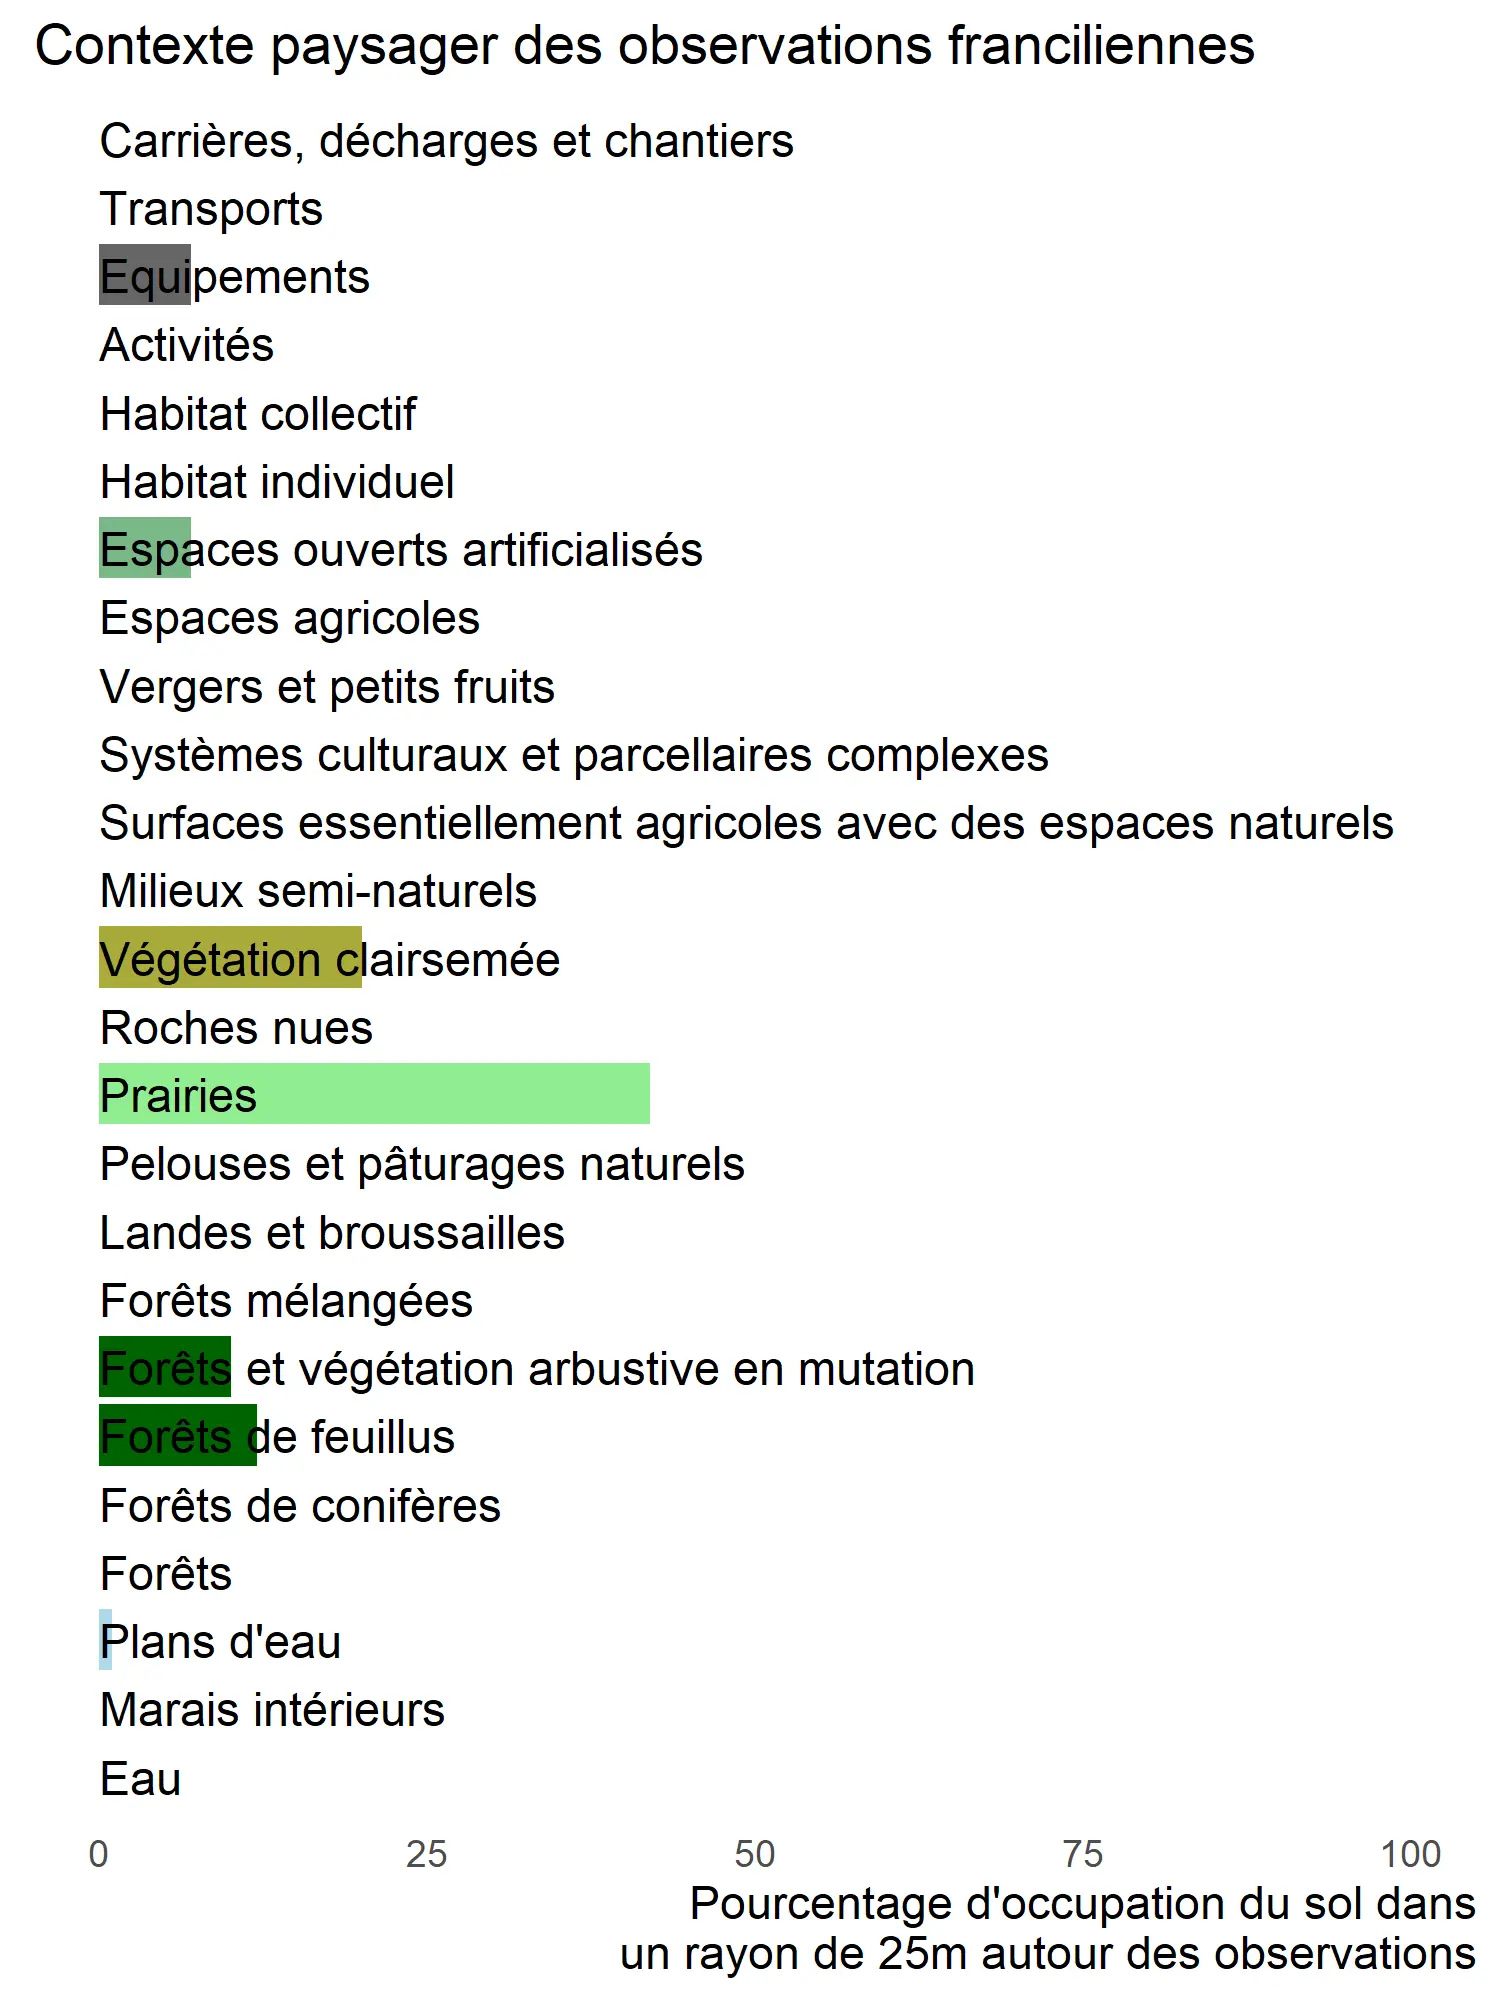 Contexte paysager des observations franciliennes
Carrières, décharges et chantiers
Transports
Equipements
Activités
Habitat collectif
Habitat individuel
Espaces ouverts artificialisés
Espaces agricoles
Vergers et petits fruits
Systèmes culturaux et parcellaires complexes
Surfaces essentiellement agricoles avec des espaces naturels
Milieux semi-naturels
Végétation clairsemée
Roches nues
Prairies
Pelouses et pâturages naturels
Landes et broussailles
Forêts mélangées
Forêts et végétation arbustive en mutation
Forêts de feuillus
Forêts de conifères
Forêts
Plans d'eau
Marais intérieurs
Eau
0 25 50 75 100
Pourcentage d'occupation du sol dans
un rayon de 25m autour des observations